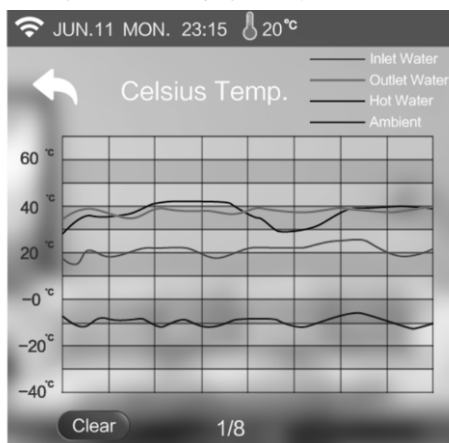 JUN.11 MON. 23:15 20℃
Inlet Water
Outlet Water
Hot Water
Ambient
Celsius Temp.
60 ℃
40 ℃
20 ℃
-0 ℃
-20 ℃
-40 ℃
Clear 1/8